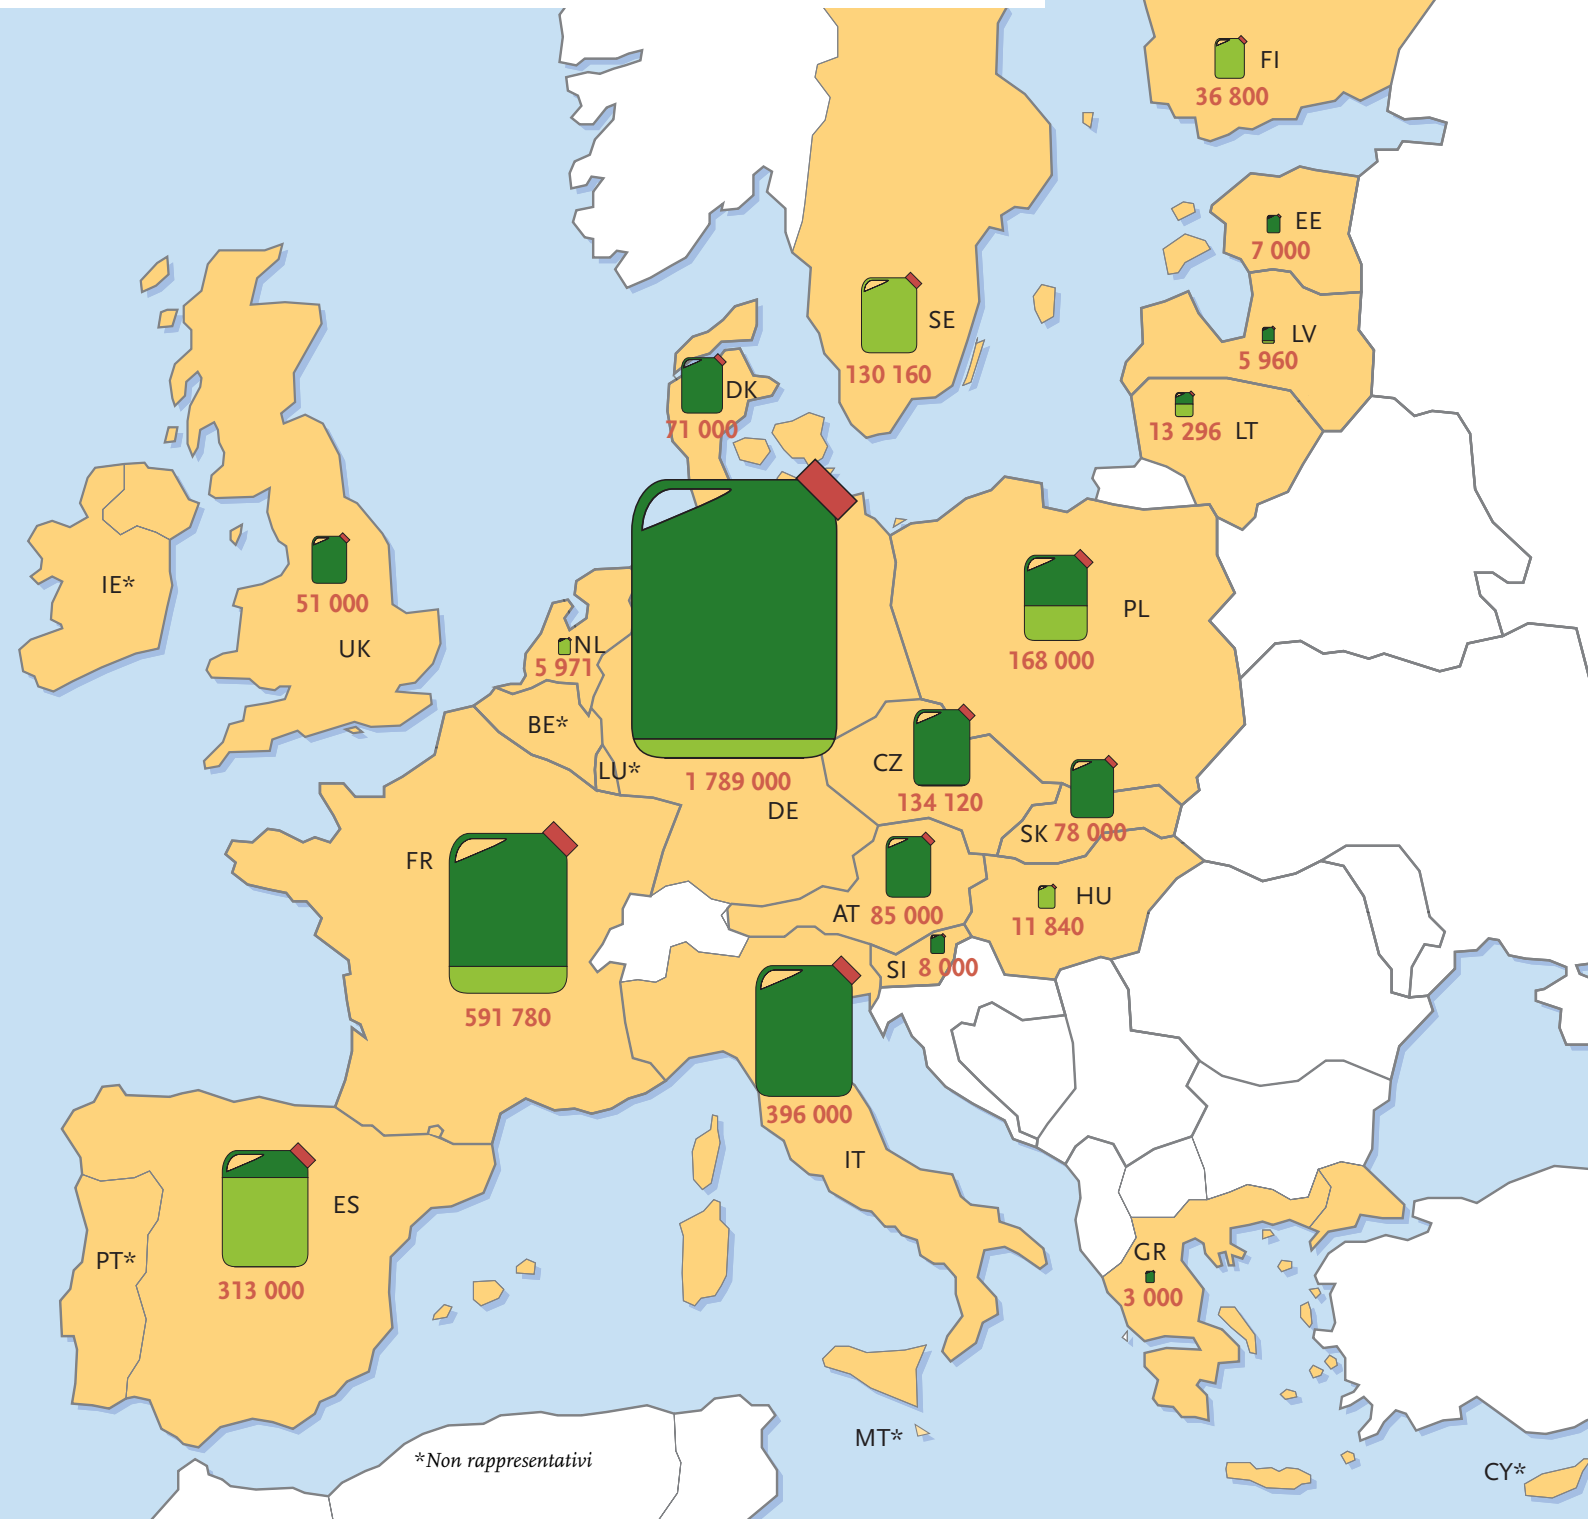 FI
36 800
EE
7 000
SE
130 160
LV
5 960
DK
71 000
13 296 LT
IE*
51 000
UK
PL
168 000
NL
5 971
BE*
LU*
1 789 000
DE
CZ
134 120
SK 78 000
FR
591 780
AT 85 000
HU
11 840
SI 8 000
396 000
IT
ES
313 000
PT*
GR
3 000
MT*
*Non rappresentativi
CY*